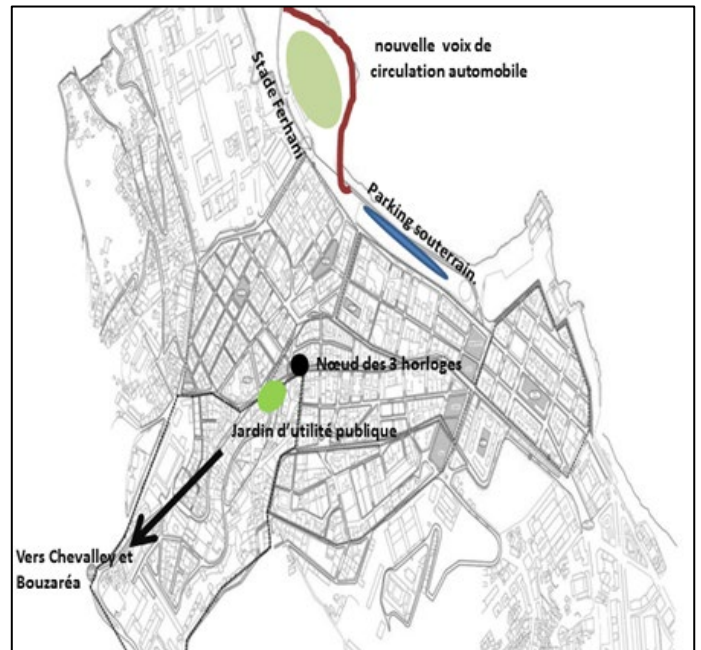 nouvelle voix de
circulation automobile
Stade Ferhani
Parking souterrain.
Nœud des 3 horloges
Jardin d'utilité publique
Vers Chevalley et
Bouzaréa